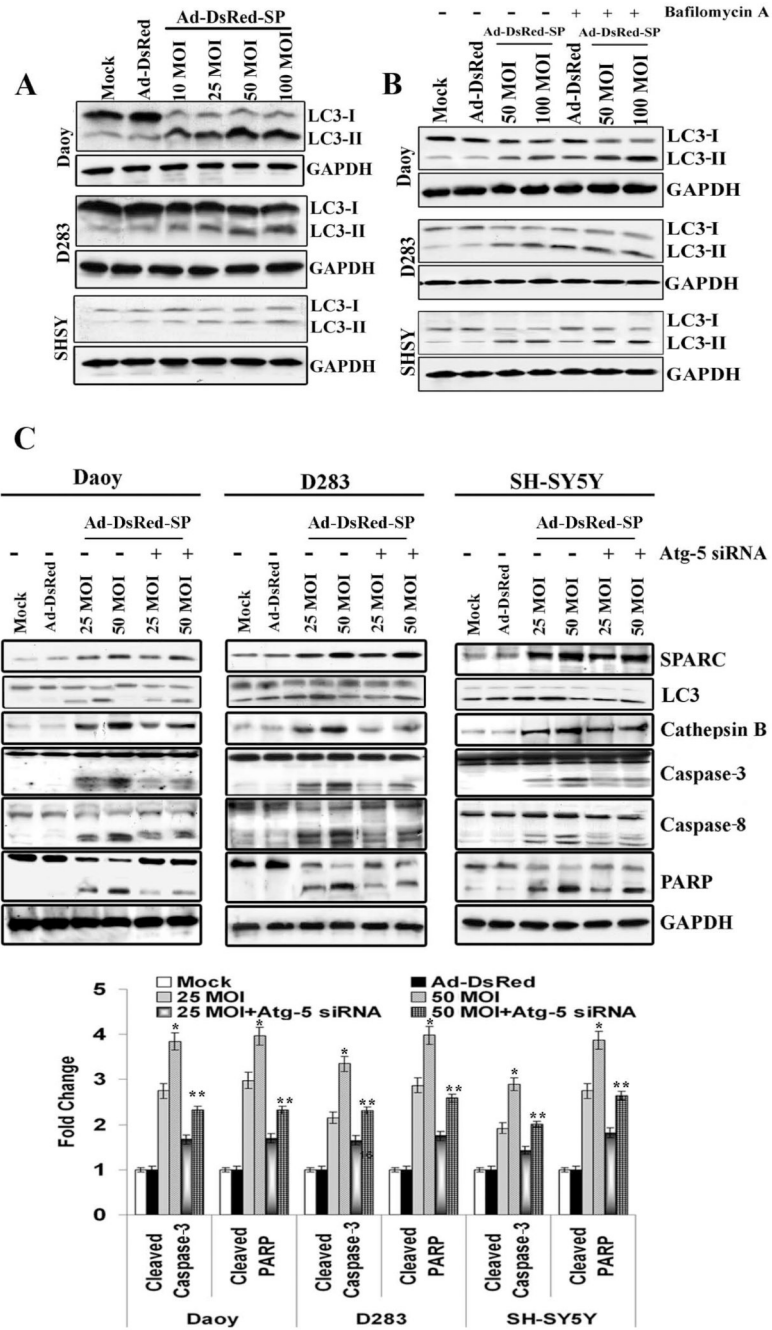 A
Ad-DsRed-SP
Mock
Ad-DsRed
10 MOI
25 MOI
50 MOI
100 MOI
Daoy
LC3-I
LC3-II
GAPDH
D283
LC3-I
LC3-II
GAPDH
SHSY
LC3-I
LC3-II
GAPDH
B
+ + + Bafilomycin A
Ad-DsRed-SP Ad-DsRed-SP
- - - -
Mock
Ad-DsRed
50 MOI
100 MOI
Ad-DsRed
50 MOI
100 MOI
Daoy
LC3-I
LC3-II
GAPDH
D283
LC3-I
LC3-II
GAPDH
SHSY
LC3-I
LC3-II
GAPDH
C
Daoy D283 SH-SY5Y
Ad-DsRed-SP Ad-DsRed-SP Ad-DsRed-SP
- - - - + + - - - - + + - - - - + + Atg-5 siRNA
Mock
Ad-DsRed
25 MOI
50 MOI
25 MOI
50 MOI
Mock
Ad-DsRed
25 MOI
50 MOI
25 MOI
50 MOI
Mock
Ad-DsRed
25 MOI
50 MOI
25 MOI
50 MOI
SPARC
LC3
Cathepsin B
Caspase-3
Caspase-8
PARP
GAPDH
Mock Ad-DsRed
25 MOI 50 MOI
25 MOI+Atg-5 siRNA 50 MOI+Atg-5 siRNA
Fold Change
5
4
3
2
1
0
* * * * * *
** ** ** ** ** **
Cleaved Caspase-3
Cleaved PARP
Cleaved Caspase-3
Cleaved PARP
Cleaved Caspase-3
Cleaved PARP
Daoy D283 SH-SY5Y